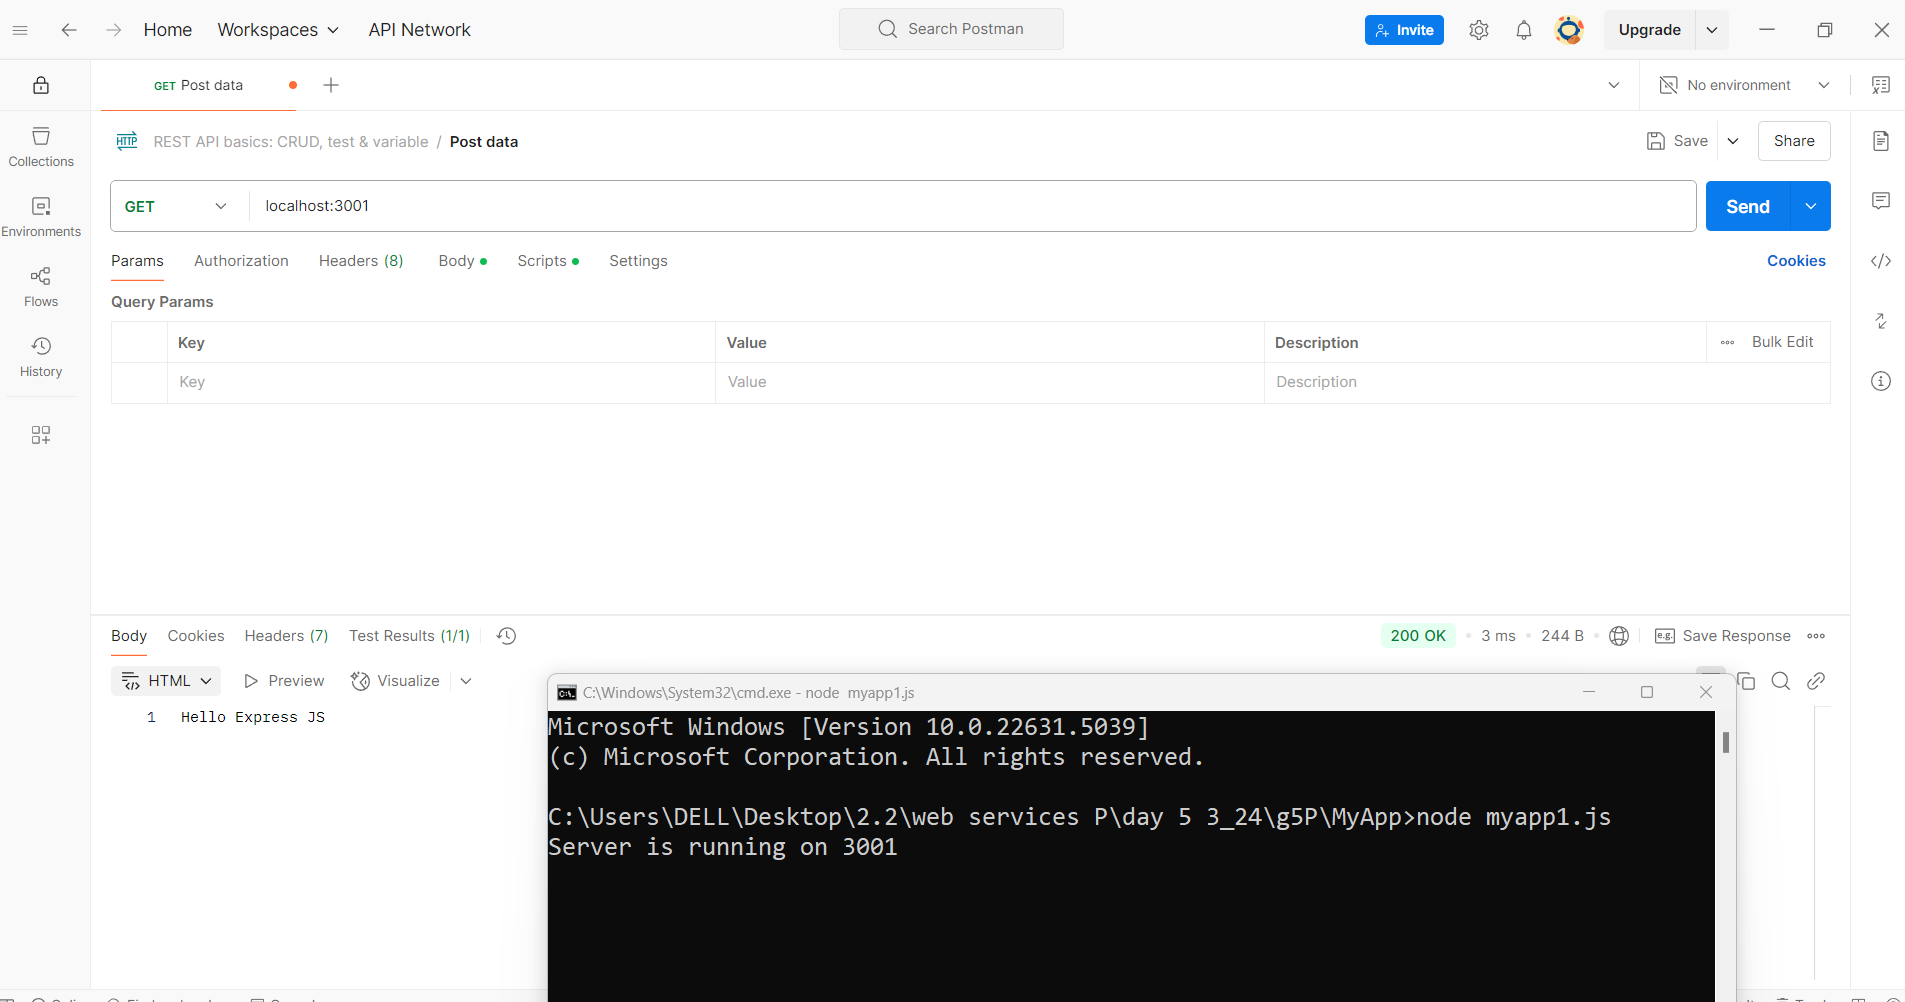 Home Workspaces API Network Search Postman Invite Upgrade
GET Post data No environment
HTTP REST API basics: CRUD, test & variable / Post data Save Share
Collections
GET localhost:3001 Send
Environments
Params Authorization Headers (8) Body Scripts Settings Cookies
Flows
Query Params
Key Value Description Bulk Edit
Key Value Description
History
Body Cookies Headers (7) Test Results (1/1) 200 OK 3 ms 244 B e.g. Save Response
HTML Preview Visualize
1 Hello Express JS
C:\Windows\System32\cmd.exe - node myapp1.js
Microsoft Windows [Version 10.0.22631.5039]
(c) Microsoft Corporation. All rights reserved.
C:\Users\DELL\Desktop\2.2\web services P\day 5 3_24\g5P\MyApp>node myapp1.js
Server is running on 3001